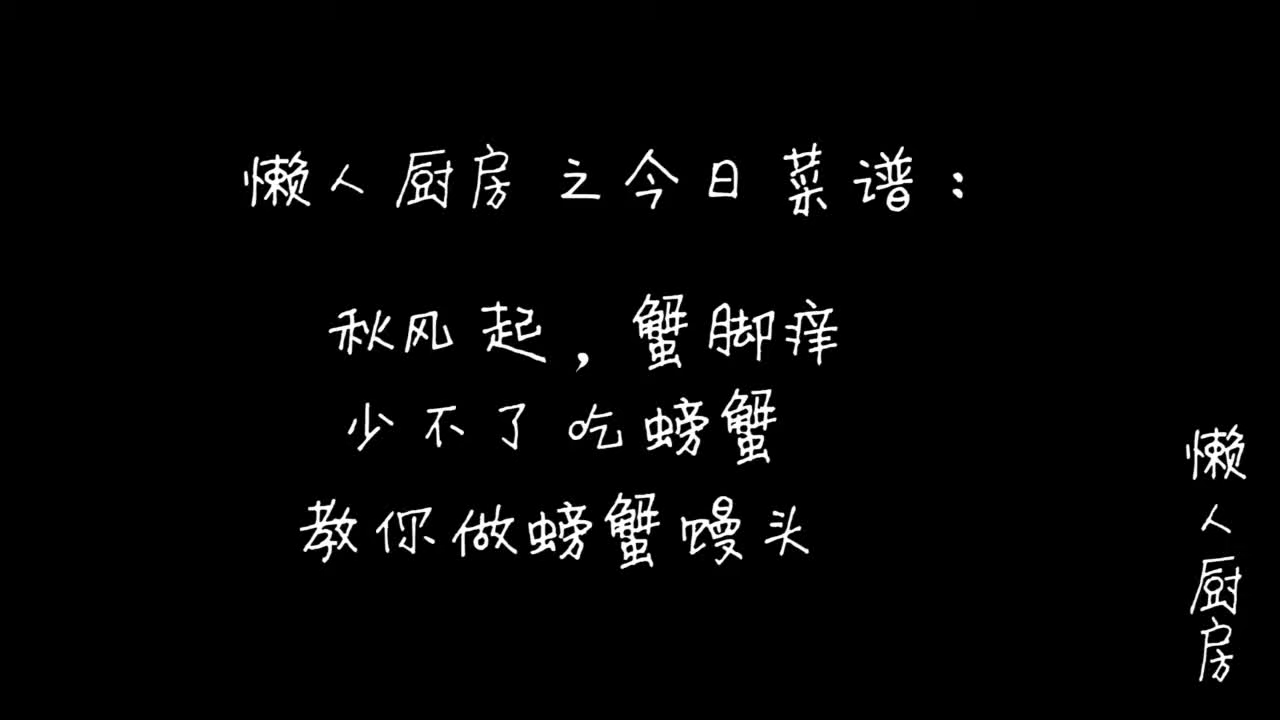 懒人厨房之今日菜谱：
秋风起，蟹脚痒
少不了吃螃蟹
教你做螃蟹馒头
懒人厨房